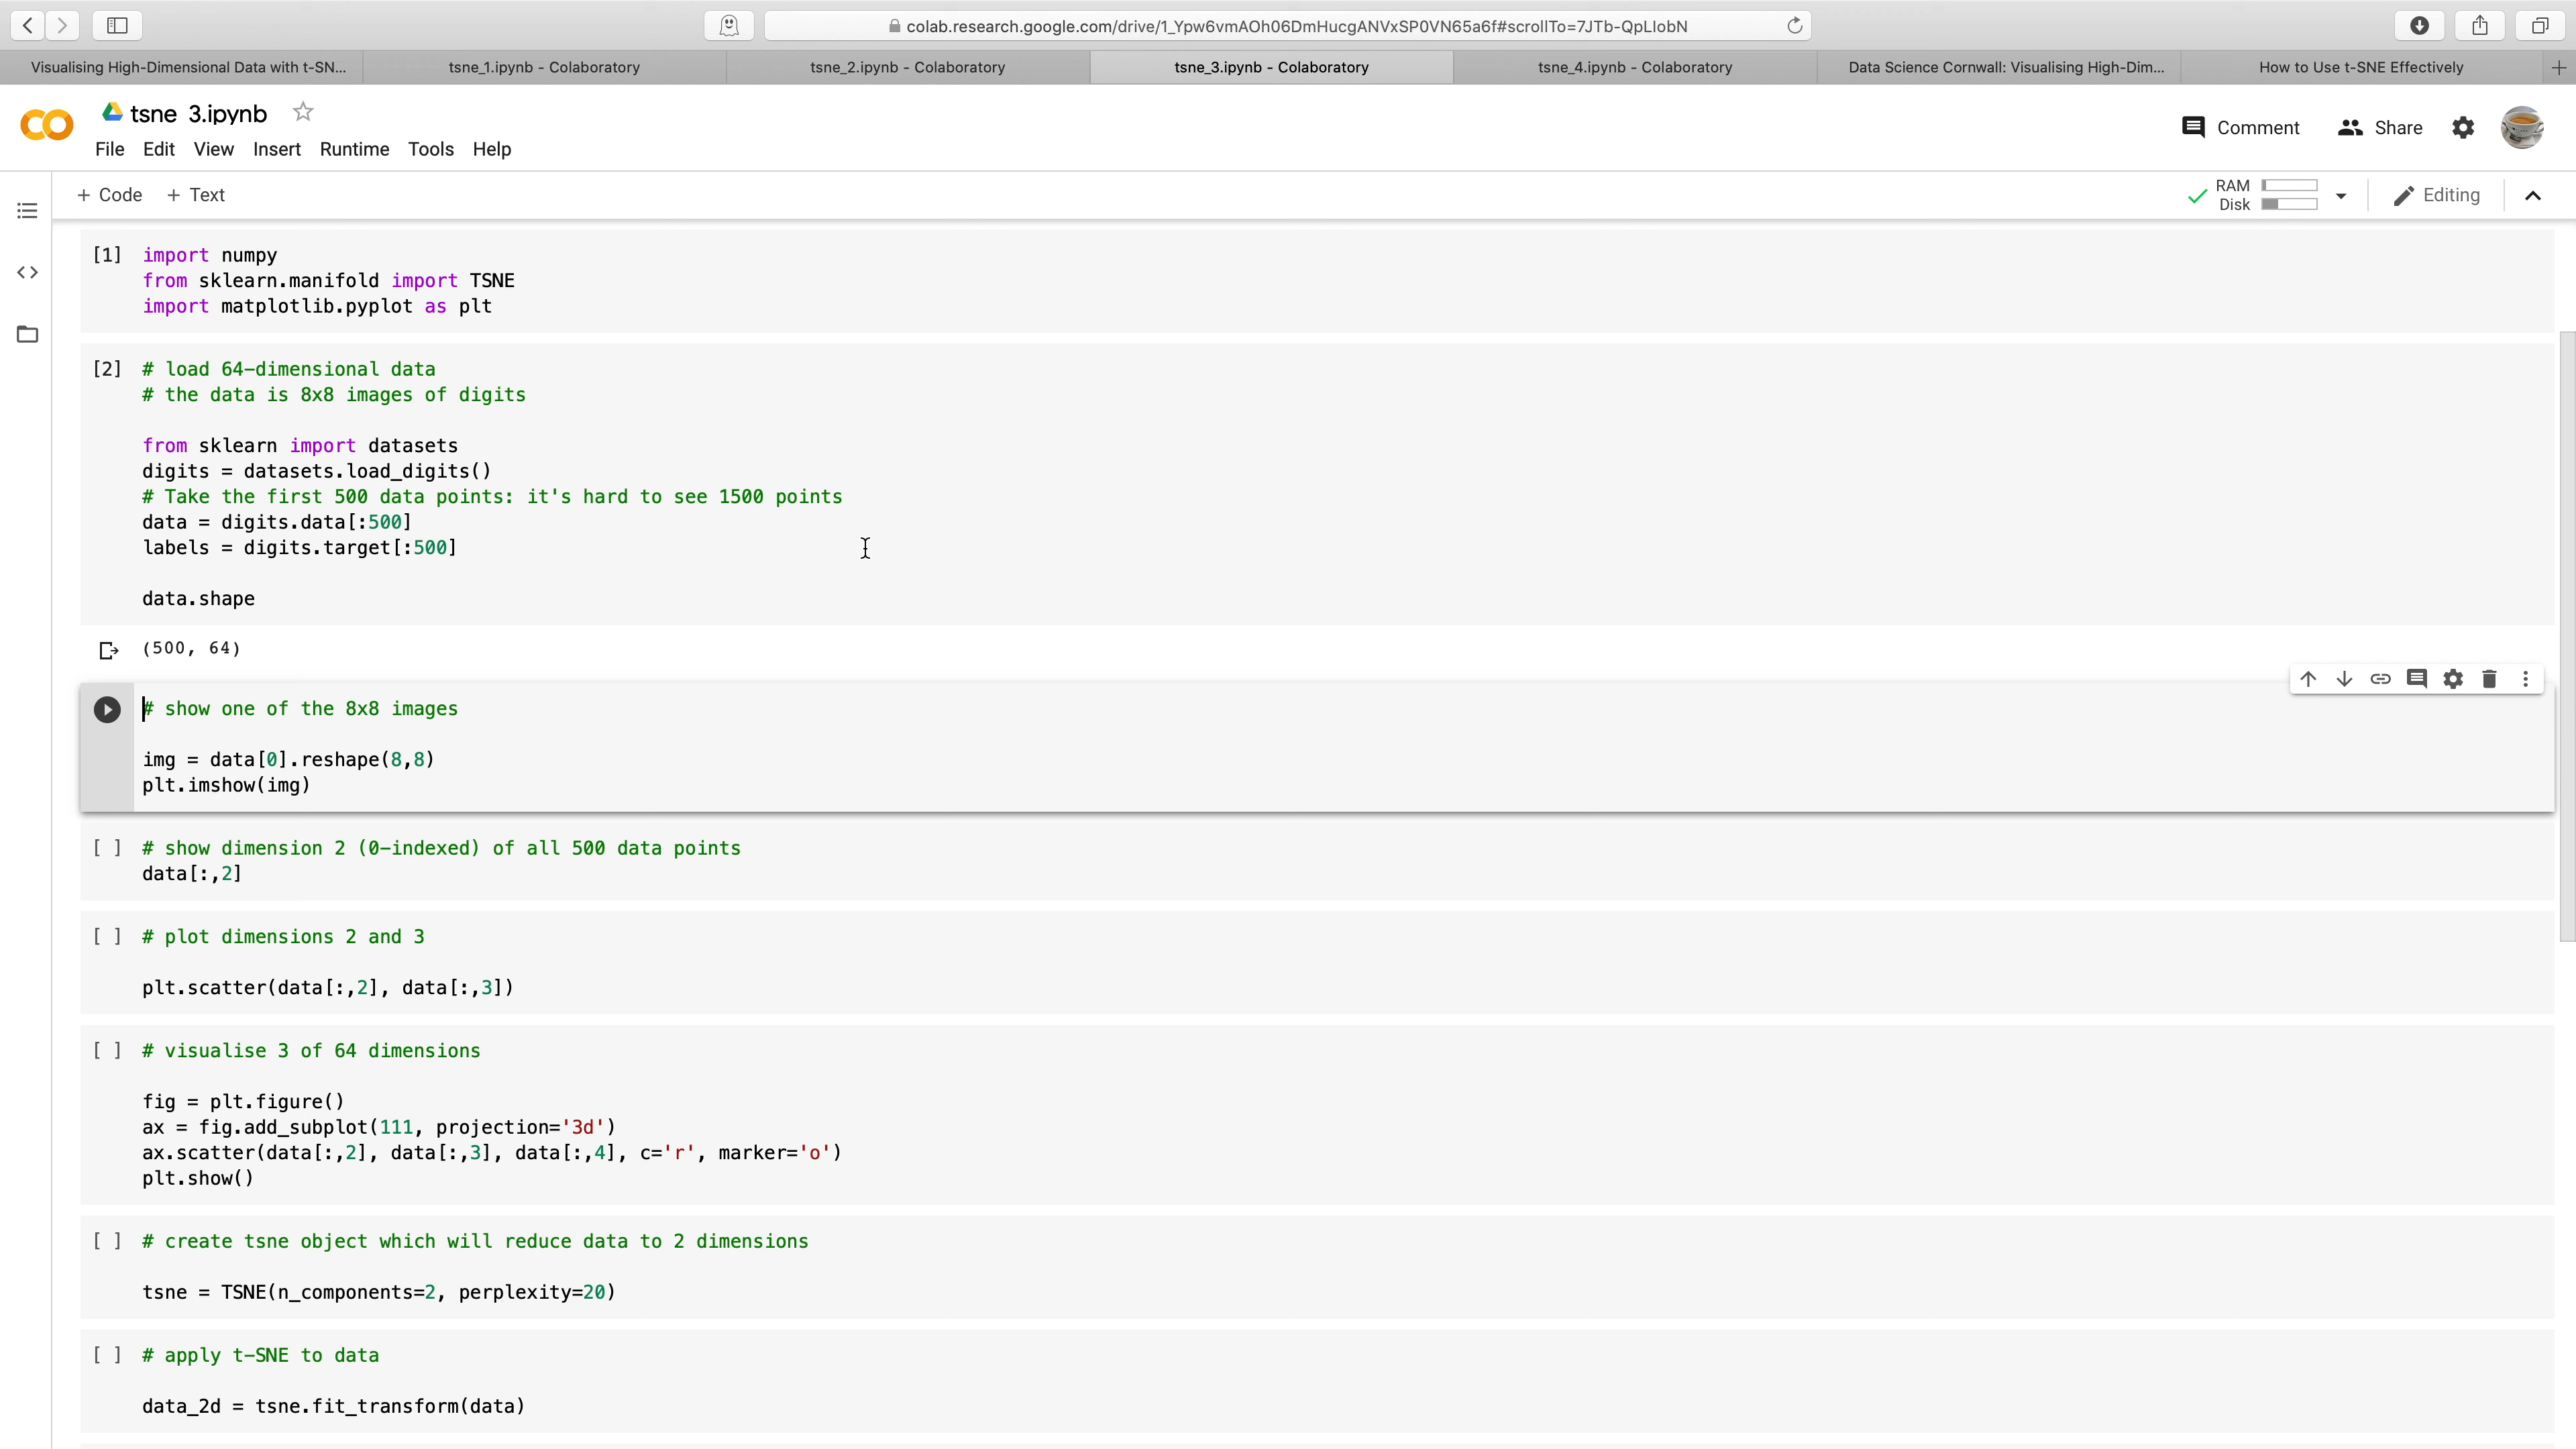 colab.research.google.com/drive/1_Ypw6vmAOh06DmHucgANVxSP0VN65a6f#scrollTo=7JTb-QpLIobN
Visualising High-Dimensional Data with t-SN...
tsne_1.ipynb - Colaboratory
tsne_2.ipynb - Colaboratory
tsne_3.ipynb - Colaboratory
tsne_4.ipynb - Colaboratory
Data Science Cornwall: Visualising High-Dim...
How to Use t-SNE Effectively
tsne_3.ipynb
Comment
Share
File Edit View Insert Runtime Tools Help
+ Code + Text
RAM
Disk
Editing
[1] import numpy
from sklearn.manifold import TSNE
import matplotlib.pyplot as plt
[2] # load 64-dimensional data
# the data is 8x8 images of digits
from sklearn import datasets
digits = datasets.load_digits()
# Take the first 500 data points: it's hard to see 1500 points
data = digits.data[:500]
labels = digits.target[:500]
data.shape
(500, 64)
# show one of the 8x8 images
img = data[0].reshape(8,8)
plt.imshow(img)
[ ] # show dimension 2 (0-indexed) of all 500 data points
data[:,2]
[ ] # plot dimensions 2 and 3
plt.scatter(data[:,2], data[:,3])
[ ] # visualise 3 of 64 dimensions
fig = plt.figure()
ax = fig.add_subplot(111, projection='3d')
ax.scatter(data[:,2], data[:,3], data[:,4], c='r', marker='o')
plt.show()
[ ] # create tsne object which will reduce data to 2 dimensions
tsne = TSNE(n_components=2, perplexity=20)
[ ] # apply t-SNE to data
data_2d = tsne.fit_transform(data)